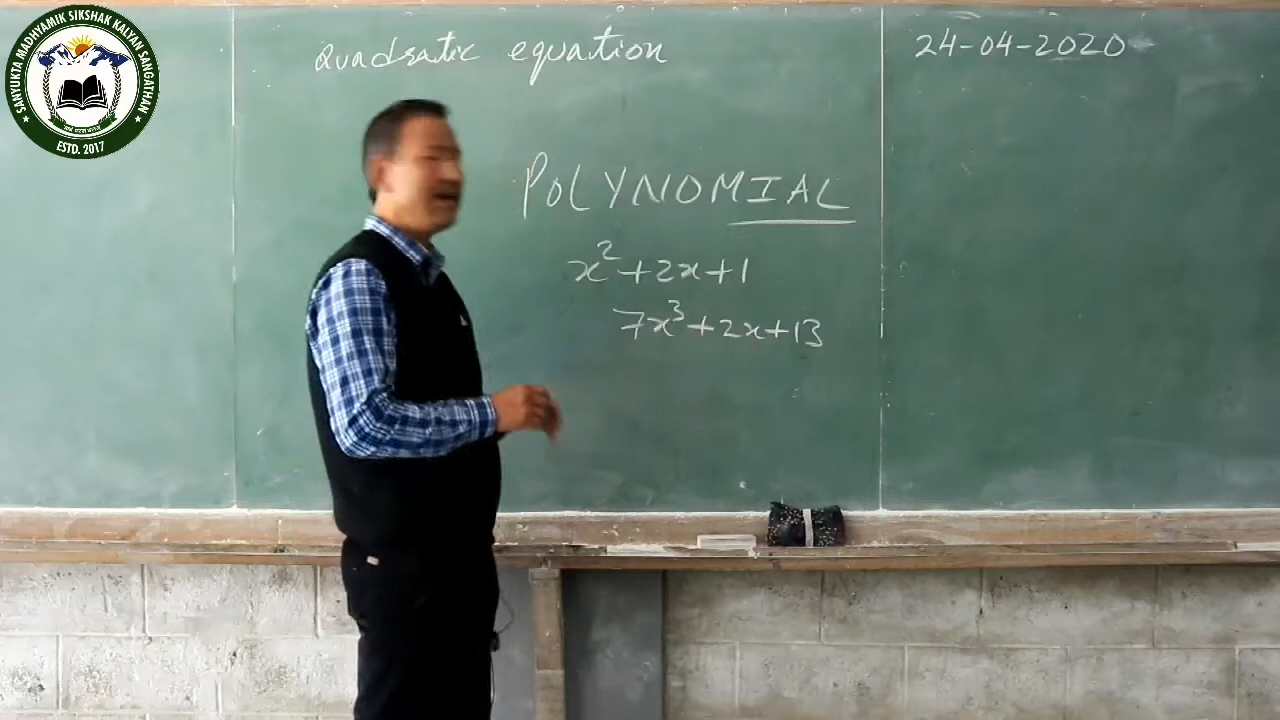 SANYUKTA MADHYAMIK SIKSHAK KALYAN SANGATHAN
ESTD. 2017
Quadratic equation
24-04-2020
POLYNOMIAL
x²+2x+1
7x³+2x+13